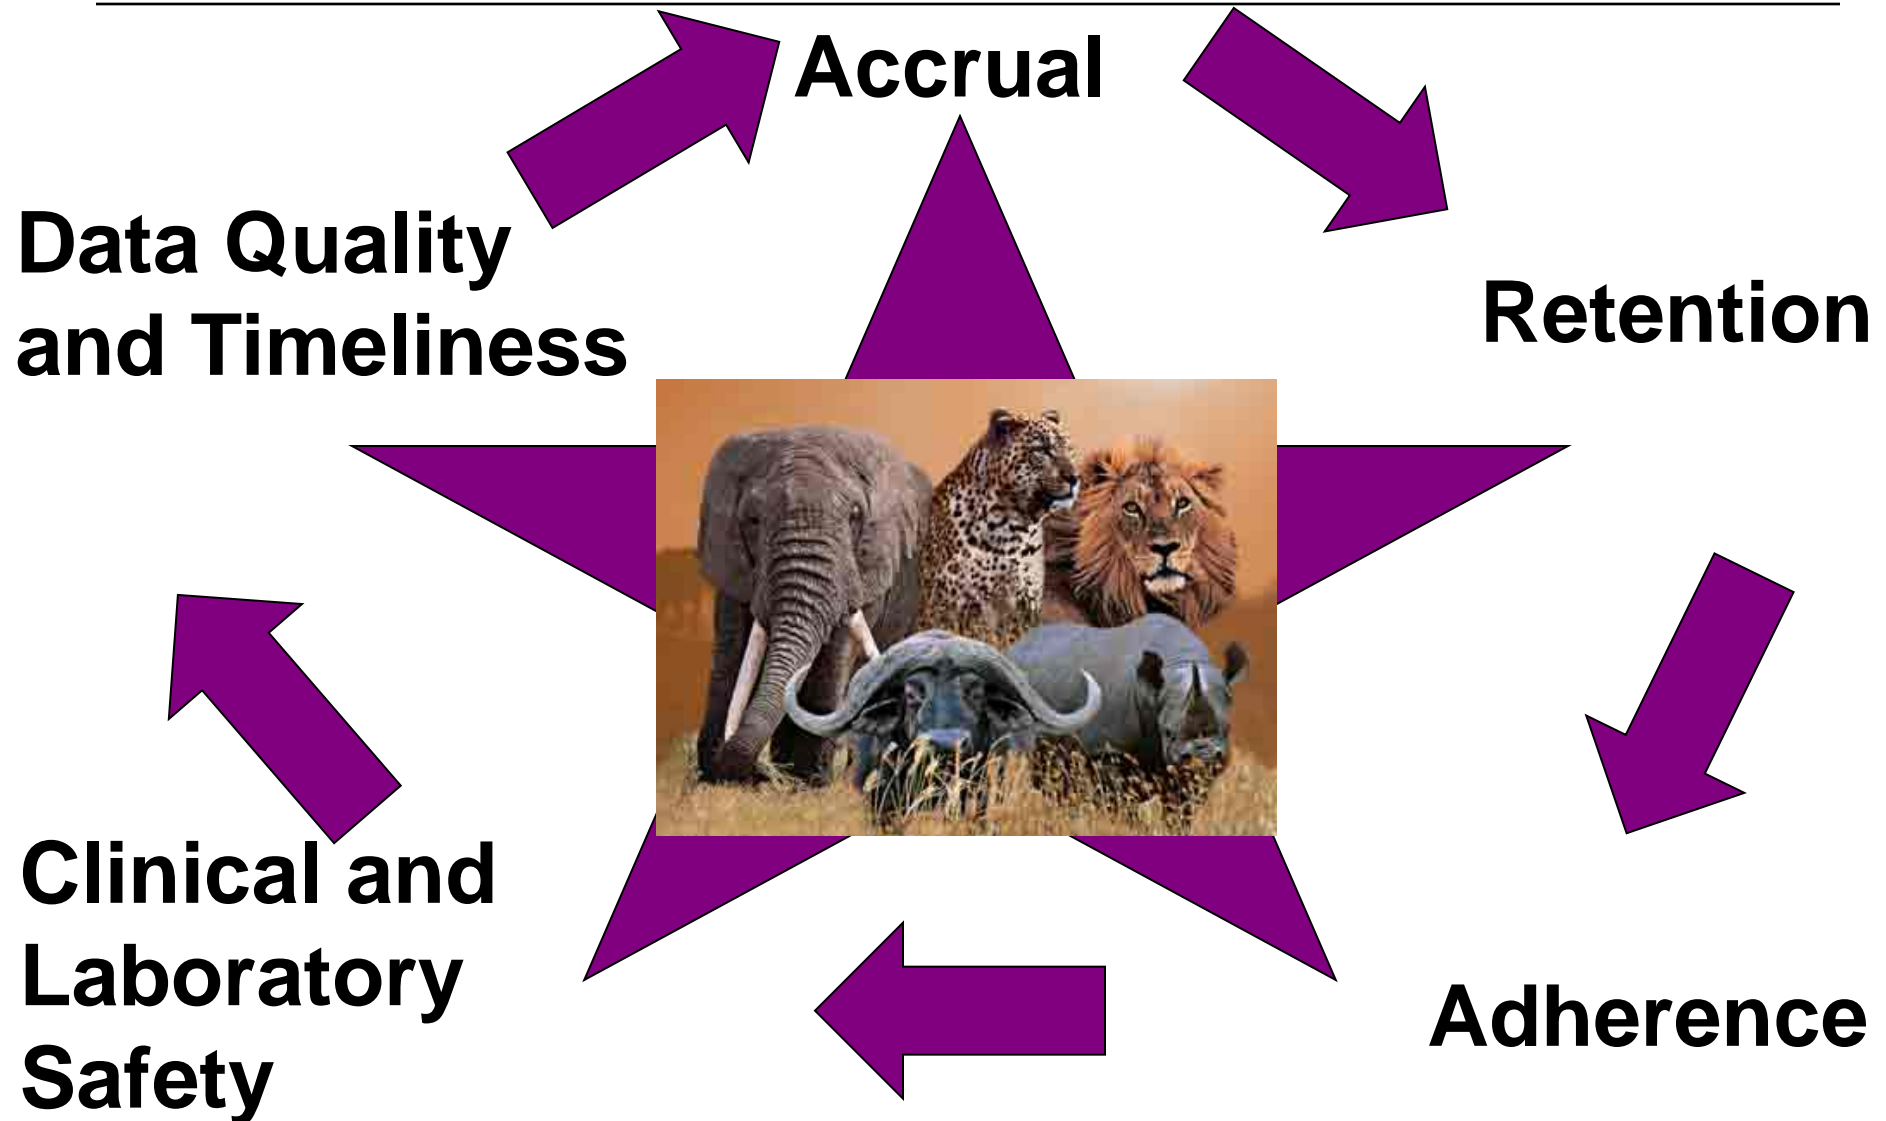 Accrual
Data Quality
and Timeliness
Retention
Clinical and
Laboratory
Safety
Adherence